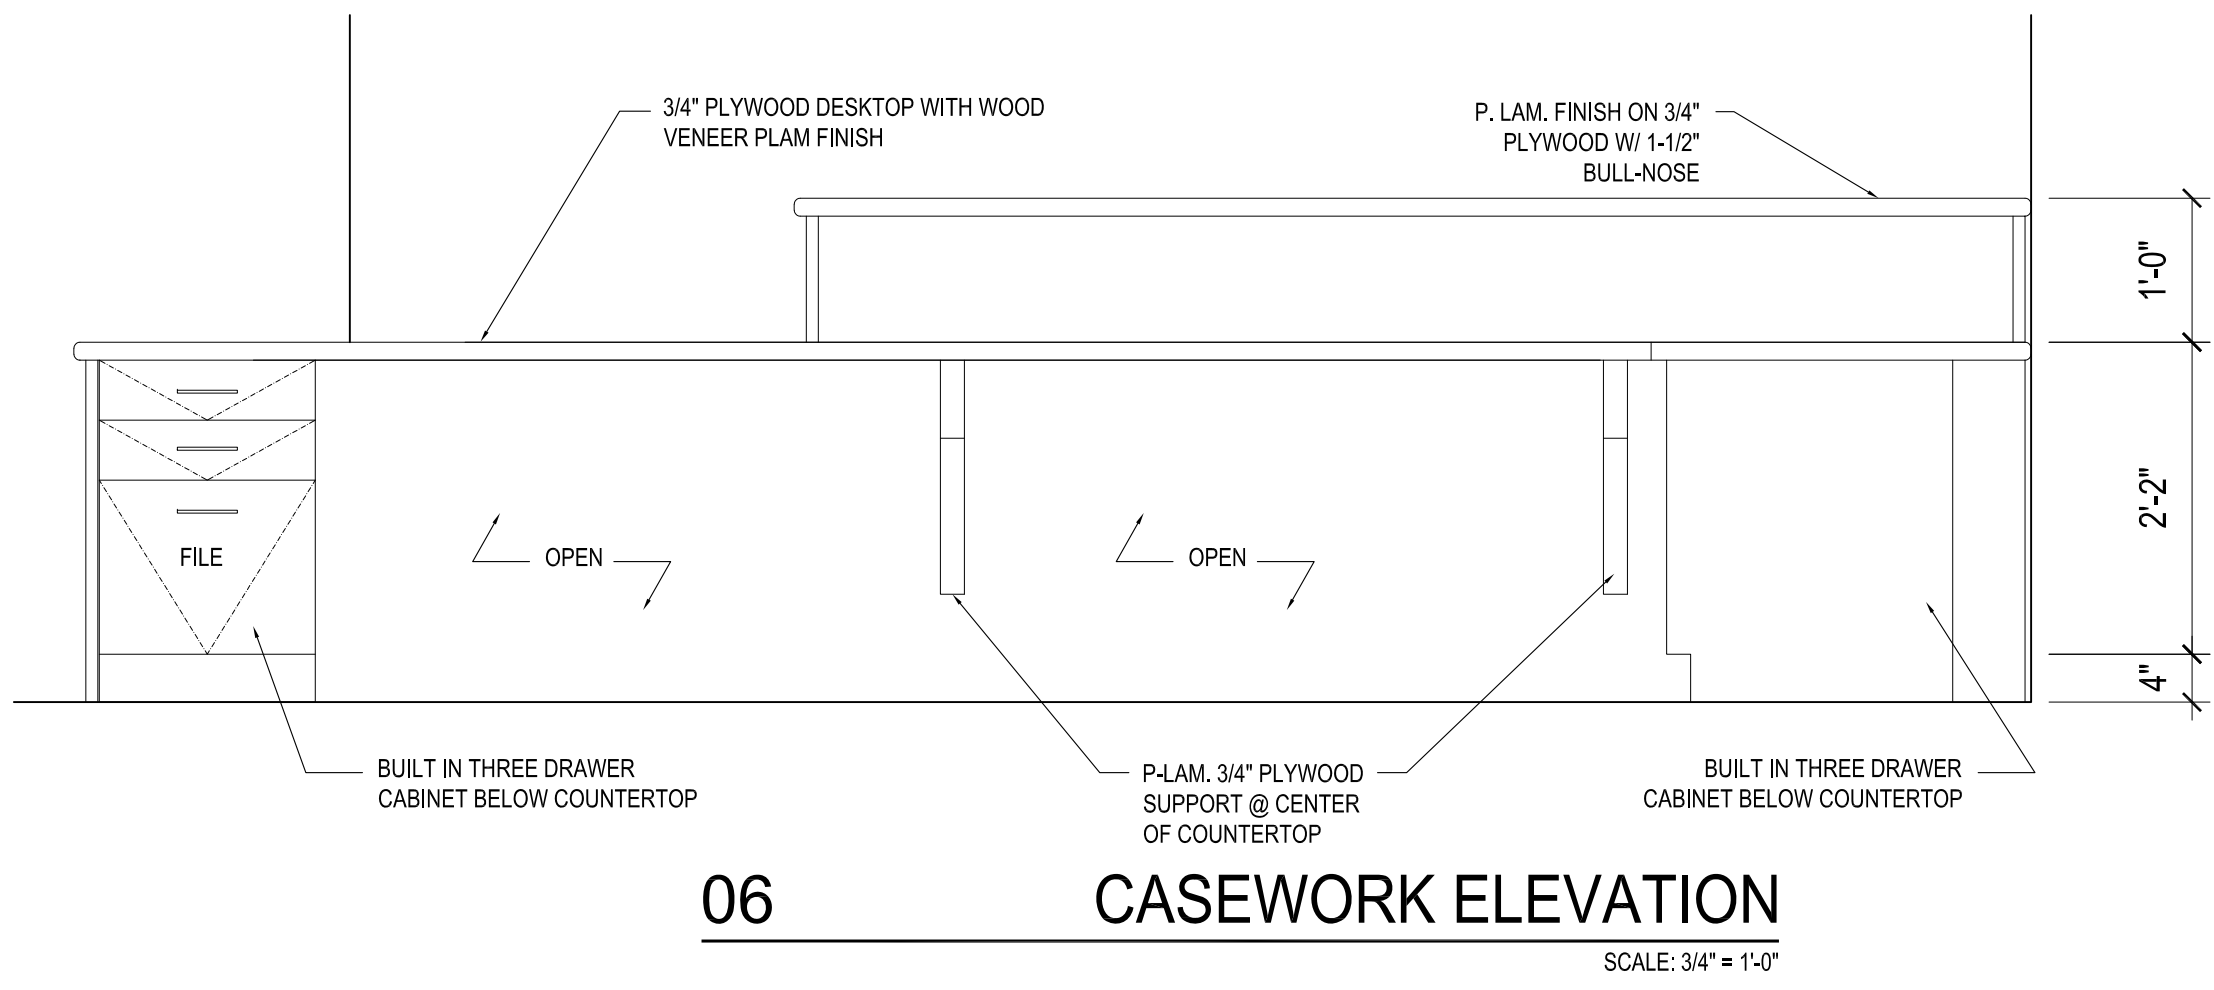 3/4" PLYWOOD DESKTOP WITH WOOD
VENEER PLAM FINISH
P. LAM. FINISH ON 3/4"
PLYWOOD W/ 1-1/2"
BULL-NOSE
1'-0"
2'-2"
4"
FILE
OPEN
OPEN
BUILT IN THREE DRAWER
CABINET BELOW COUNTERTOP
P-LAM. 3/4" PLYWOOD
SUPPORT @ CENTER
OF COUNTERTOP
BUILT IN THREE DRAWER
CABINET BELOW COUNTERTOP
06 CASEWORK ELEVATION
SCALE: 3/4" = 1'-0"